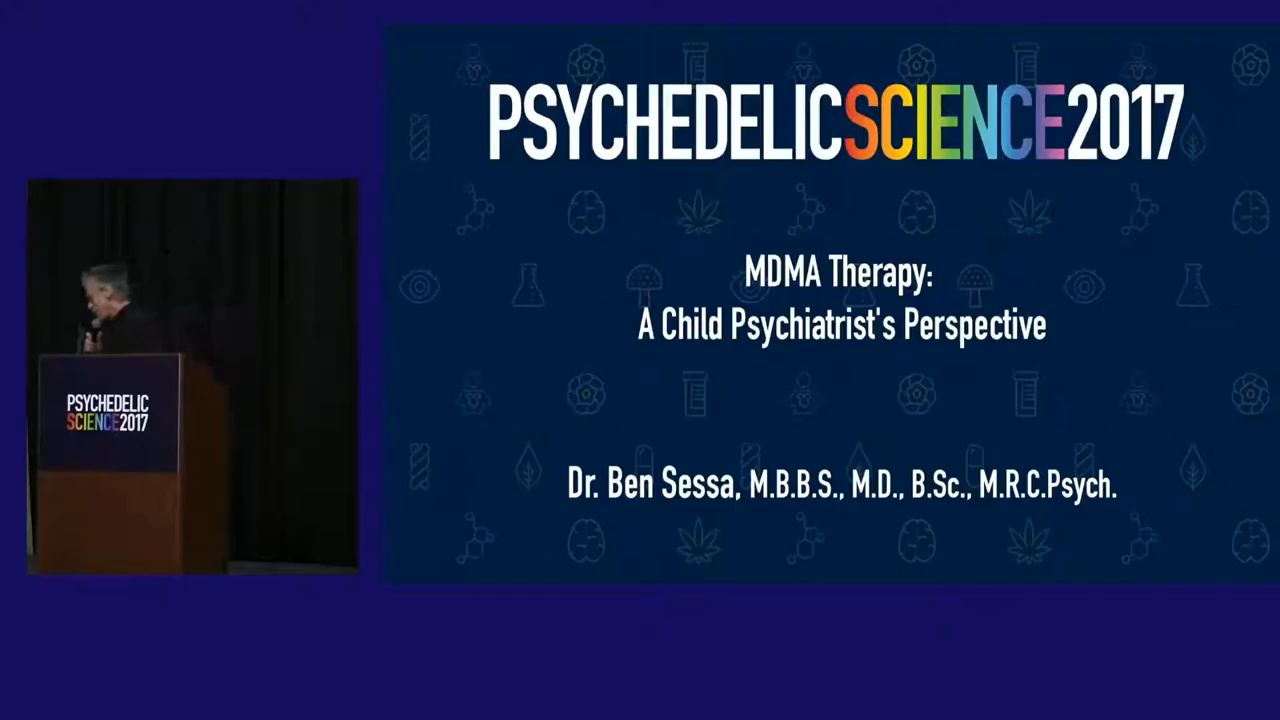 PSYCHEDELICSCIENCE2017
MDMA Therapy:
A Child Psychiatrist's Perspective
Dr. Ben Sessa, M.B.B.S., M.D., B.Sc., M.R.C.Psych.
PSYCHEDELIC
SCIENCE2017